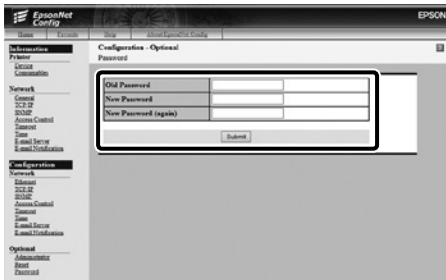 EpsonNet
Config
EPSON
Home Favorite Help About EpsonNet Config
Information
Printer
Device
Consumables
Network
General
TCP/IP
SNMP
Access Control
Timeout
Time
E-mail Server
E-mail Notification
Configuration
Network
Ethernet
TCP/IP
SNMP
Access Control
Timeout
Time
E-mail Server
E-mail Notification
Optional
Administrator
Reset
Password
Configuration - Optional
Password
Old Password
New Password
New Password (again)
Submit